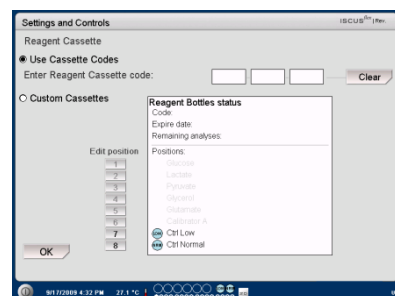 Settings and Controls
ISCUSflex | Rev.
Reagent Cassette
Use Cassette Codes
Enter Reagent Cassette code:
Clear
Custom Cassettes
Reagent Bottles status
Code:
Expire date:
Remaining analyses:
Edit position
Positions:
1
Glucose
2
Lactate
3
Pyruvate
4
Glycerol
5
Glutamate
6
Calibrator A
7
Ctrl Low
8
Ctrl Normal
OK
9/17/2009 4:32 PM
27.1 °C